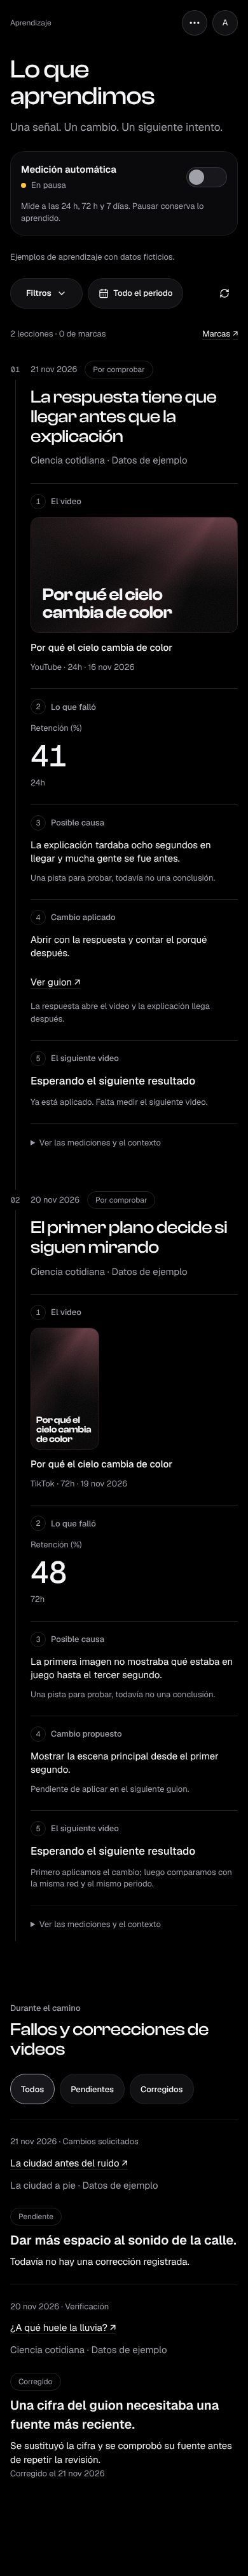 Aprendizaje
A
Lo que
aprendimos
Una señal. Un cambio. Un siguiente intento.
Medición automática
En pausa
Mide a las 24 h, 72 h y 7 días. Pausar conserva lo
aprendido.
Ejemplos de aprendizaje con datos ficticios.
Filtros
Todo el periodo
2 lecciones · 0 de marcas
Marcas ↗
01 21 nov 2026 Por comprobar
La respuesta tiene que
llegar antes que la
explicación
Ciencia cotidiana · Datos de ejemplo
1 El video
Por qué el cielo
cambia de color
Por qué el cielo cambia de color
YouTube · 24h · 16 nov 2026
2 Lo que falló
Retención (%)
41
24h
3 Posible causa
La explicación tardaba ocho segundos en
llegar y mucha gente se fue antes.
Una pista para probar, todavía no una conclusión.
4 Cambio aplicado
Abrir con la respuesta y contar el porqué
después.
Ver guion ↗
La respuesta abre el video y la explicación llega
después.
5 El siguiente video
Esperando el siguiente resultado
Ya está aplicado. Falta medir el siguiente video.
▶ Ver las mediciones y el contexto
02 20 nov 2026 Por comprobar
El primer plano decide si
siguen mirando
Ciencia cotidiana · Datos de ejemplo
1 El video
Por qué el
cielo cambia
de color
Por qué el cielo cambia de color
TikTok · 72h · 19 nov 2026
2 Lo que falló
Retención (%)
48
72h
3 Posible causa
La primera imagen no mostraba qué estaba en
juego hasta el tercer segundo.
Una pista para probar, todavía no una conclusión.
4 Cambio propuesto
Mostrar la escena principal desde el primer
segundo.
Pendiente de aplicar en el siguiente guion.
5 El siguiente video
Esperando el siguiente resultado
Primero aplicamos el cambio; luego comparamos con
la misma red y el mismo periodo.
▶ Ver las mediciones y el contexto
Durante el camino
Fallos y correcciones de
videos
Todos
Pendientes
Corregidos
21 nov 2026 · Cambios solicitados
La ciudad antes del ruido ↗
La ciudad a pie · Datos de ejemplo
Pendiente
Dar más espacio al sonido de la calle.
Todavía no hay una corrección registrada.
20 nov 2026 · Verificación
¿A qué huele la lluvia? ↗
Ciencia cotidiana · Datos de ejemplo
Corregido
Una cifra del guion necesitaba una
fuente más reciente.
Se sustituyó la cifra y se comprobó su fuente antes
de repetir la revisión.
Corregido el 21 nov 2026